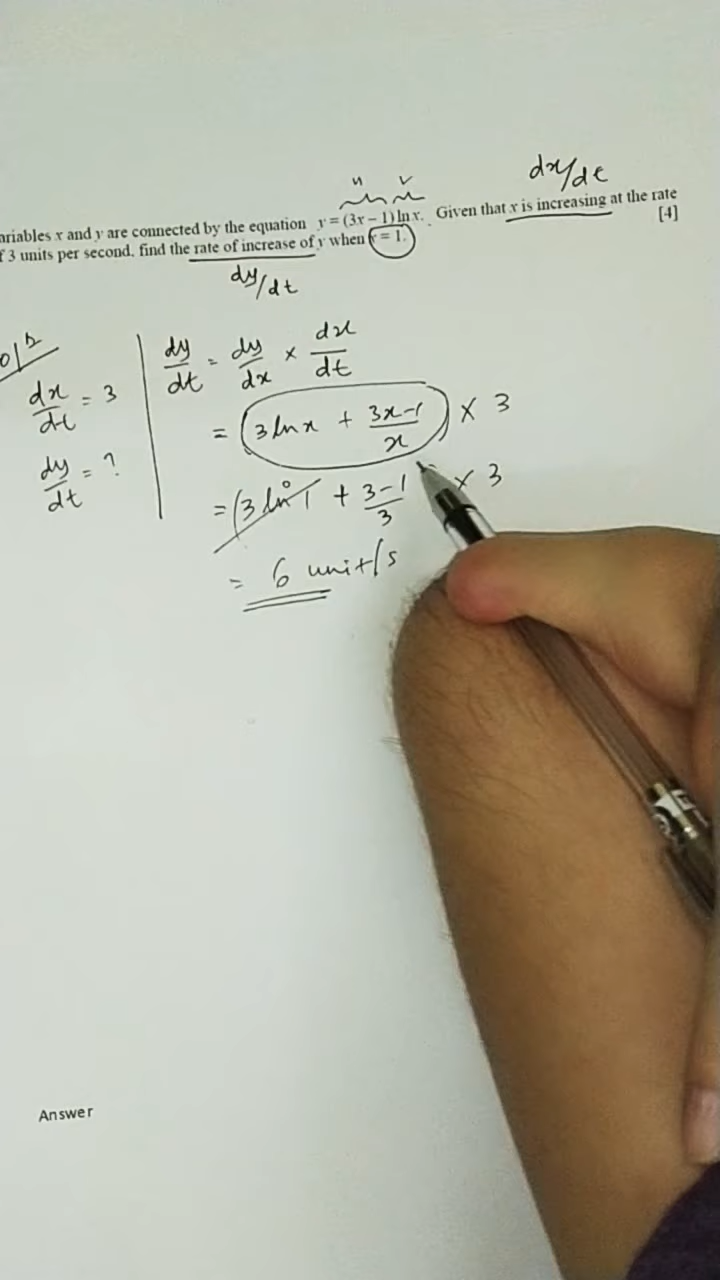 dx/dt
u v
ariables x and y are connected by the equation y = (3x – 1) ln x. Given that x is increasing at the rate
f 3 units per second, find the rate of increase of y when x = 1. [4]
dy/dt
dx/dt = 3
dy/dt = ?
dy/dt = dy/dx × dx/dt
= (3 ln x + (3x-1)/x) × 3
= (3 ln 1 0 + (3-1)/3 × 3
= 6 unit/s
Answer